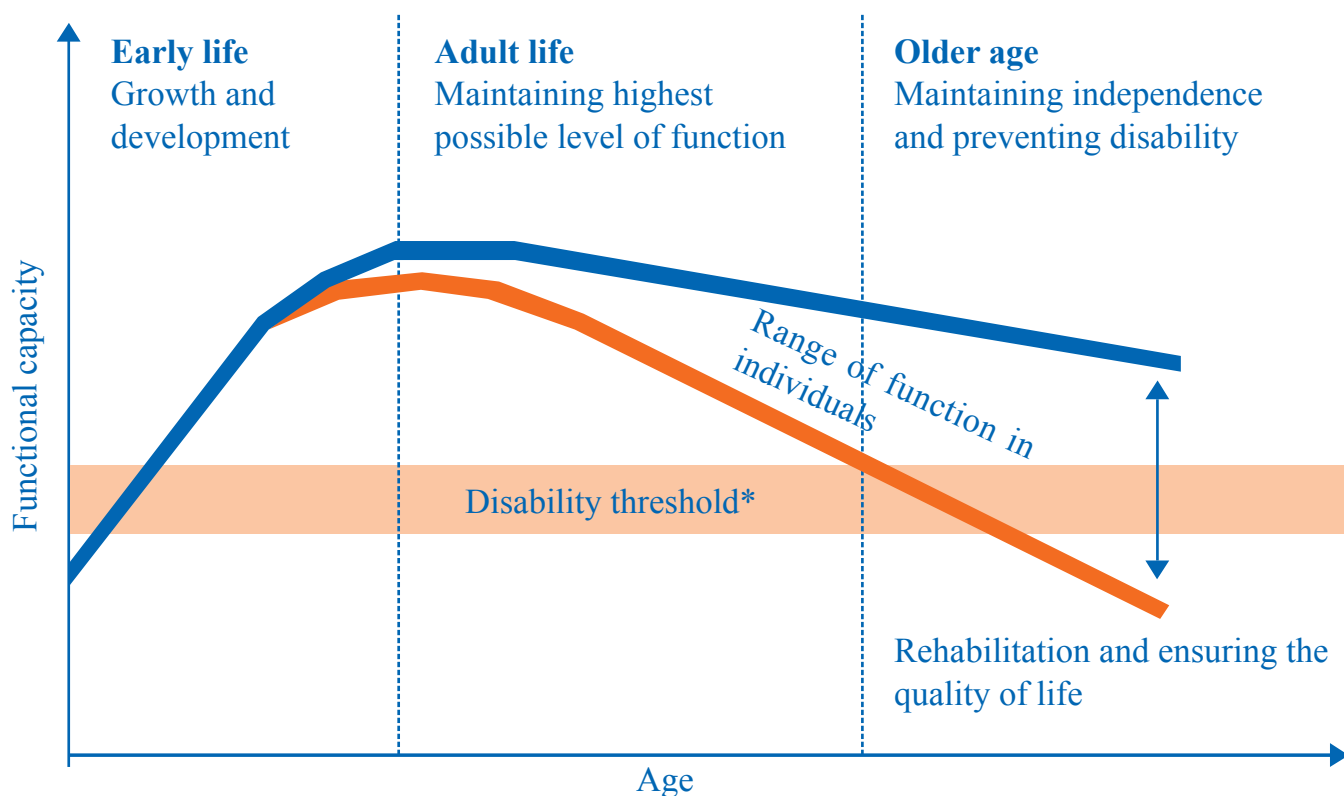 Early life
Growth and
development
Adult life
Maintaining highest
possible level of function
Older age
Maintaining independence
and preventing disability
Functional capacity
Range of function in
individuals
Disability threshold*
Rehabilitation and ensuring the
quality of life
Age